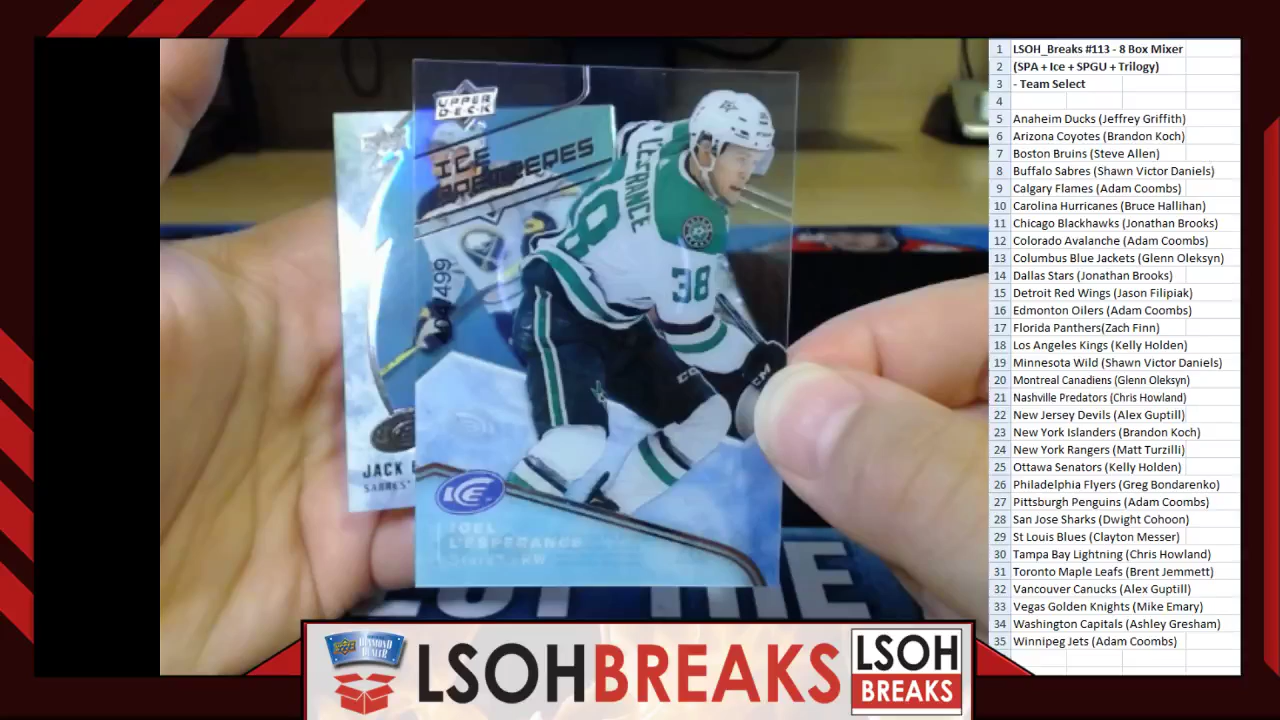 UPPER DECK
ICE PREMIERES
L'ESPERANCE
38
/499
CCM
JACK
SABRES
ICE
JOEL
L'ESPERANCE
1 LSOH_Breaks #113 - 8 Box Mixer
2 (SPA + Ice + SPGU + Trilogy)
3 - Team Select
4
5 Anaheim Ducks (Jeffrey Griffith)
6 Arizona Coyotes (Brandon Koch)
7 Boston Bruins (Steve Allen)
8 Buffalo Sabres (Shawn Victor Daniels)
9 Calgary Flames (Adam Coombs)
10 Carolina Hurricanes (Bruce Hallihan)
11 Chicago Blackhawks (Jonathan Brooks)
12 Colorado Avalanche (Adam Coombs)
13 Columbus Blue Jackets (Glenn Oleksyn)
14 Dallas Stars (Jonathan Brooks)
15 Detroit Red Wings (Jason Filipiak)
16 Edmonton Oilers (Adam Coombs)
17 Florida Panthers(Zach Finn)
18 Los Angeles Kings (Kelly Holden)
19 Minnesota Wild (Shawn Victor Daniels)
20 Montreal Canadiens (Glenn Oleksyn)
21 Nashville Predators (Chris Howland)
22 New Jersey Devils (Alex Guptill)
23 New York Islanders (Brandon Koch)
24 New York Rangers (Matt Turzilli)
25 Ottawa Senators (Kelly Holden)
26 Philadelphia Flyers (Greg Bondarenko)
27 Pittsburgh Penguins (Adam Coombs)
28 San Jose Sharks (Dwight Cohoon)
29 St Louis Blues (Clayton Messer)
30 Tampa Bay Lightning (Chris Howland)
31 Toronto Maple Leafs (Brent Jemmett)
32 Vancouver Canucks (Alex Guptill)
33 Vegas Golden Knights (Mike Emary)
34 Washington Capitals (Ashley Gresham)
35 Winnipeg Jets (Adam Coombs)
THE
UPPER DECK DIAMOND DEALER
LSOHBREAKS
LSOH
BREAKS